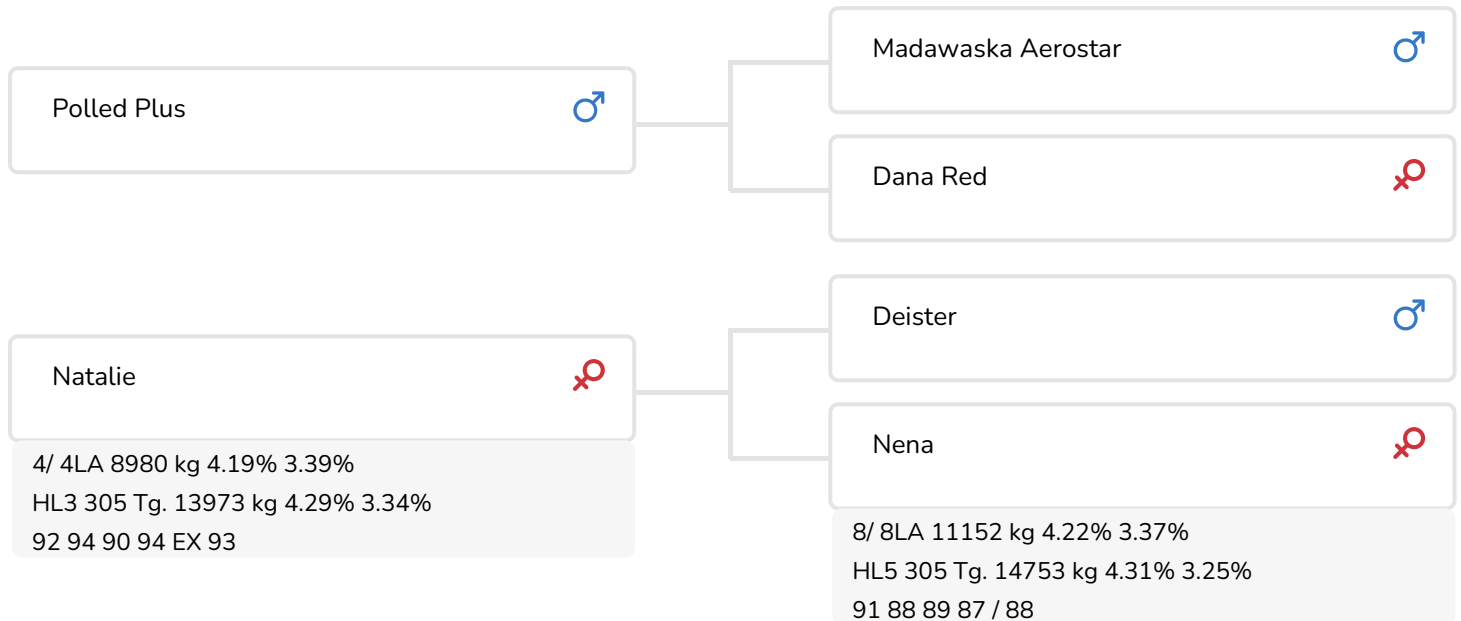 Madawaska Aerostar
Polled Plus
Dana Red
Deister
Natalie
Nena
4/ 4LA 8980 kg 4.19% 3.39%
HL3 305 Tg. 13973 kg 4.29% 3.34%
92 94 90 94 EX 93
8/ 8LA 11152 kg 4.22% 3.37%
HL5 305 Tg. 14753 kg 4.31% 3.25%
91 88 89 87 / 88